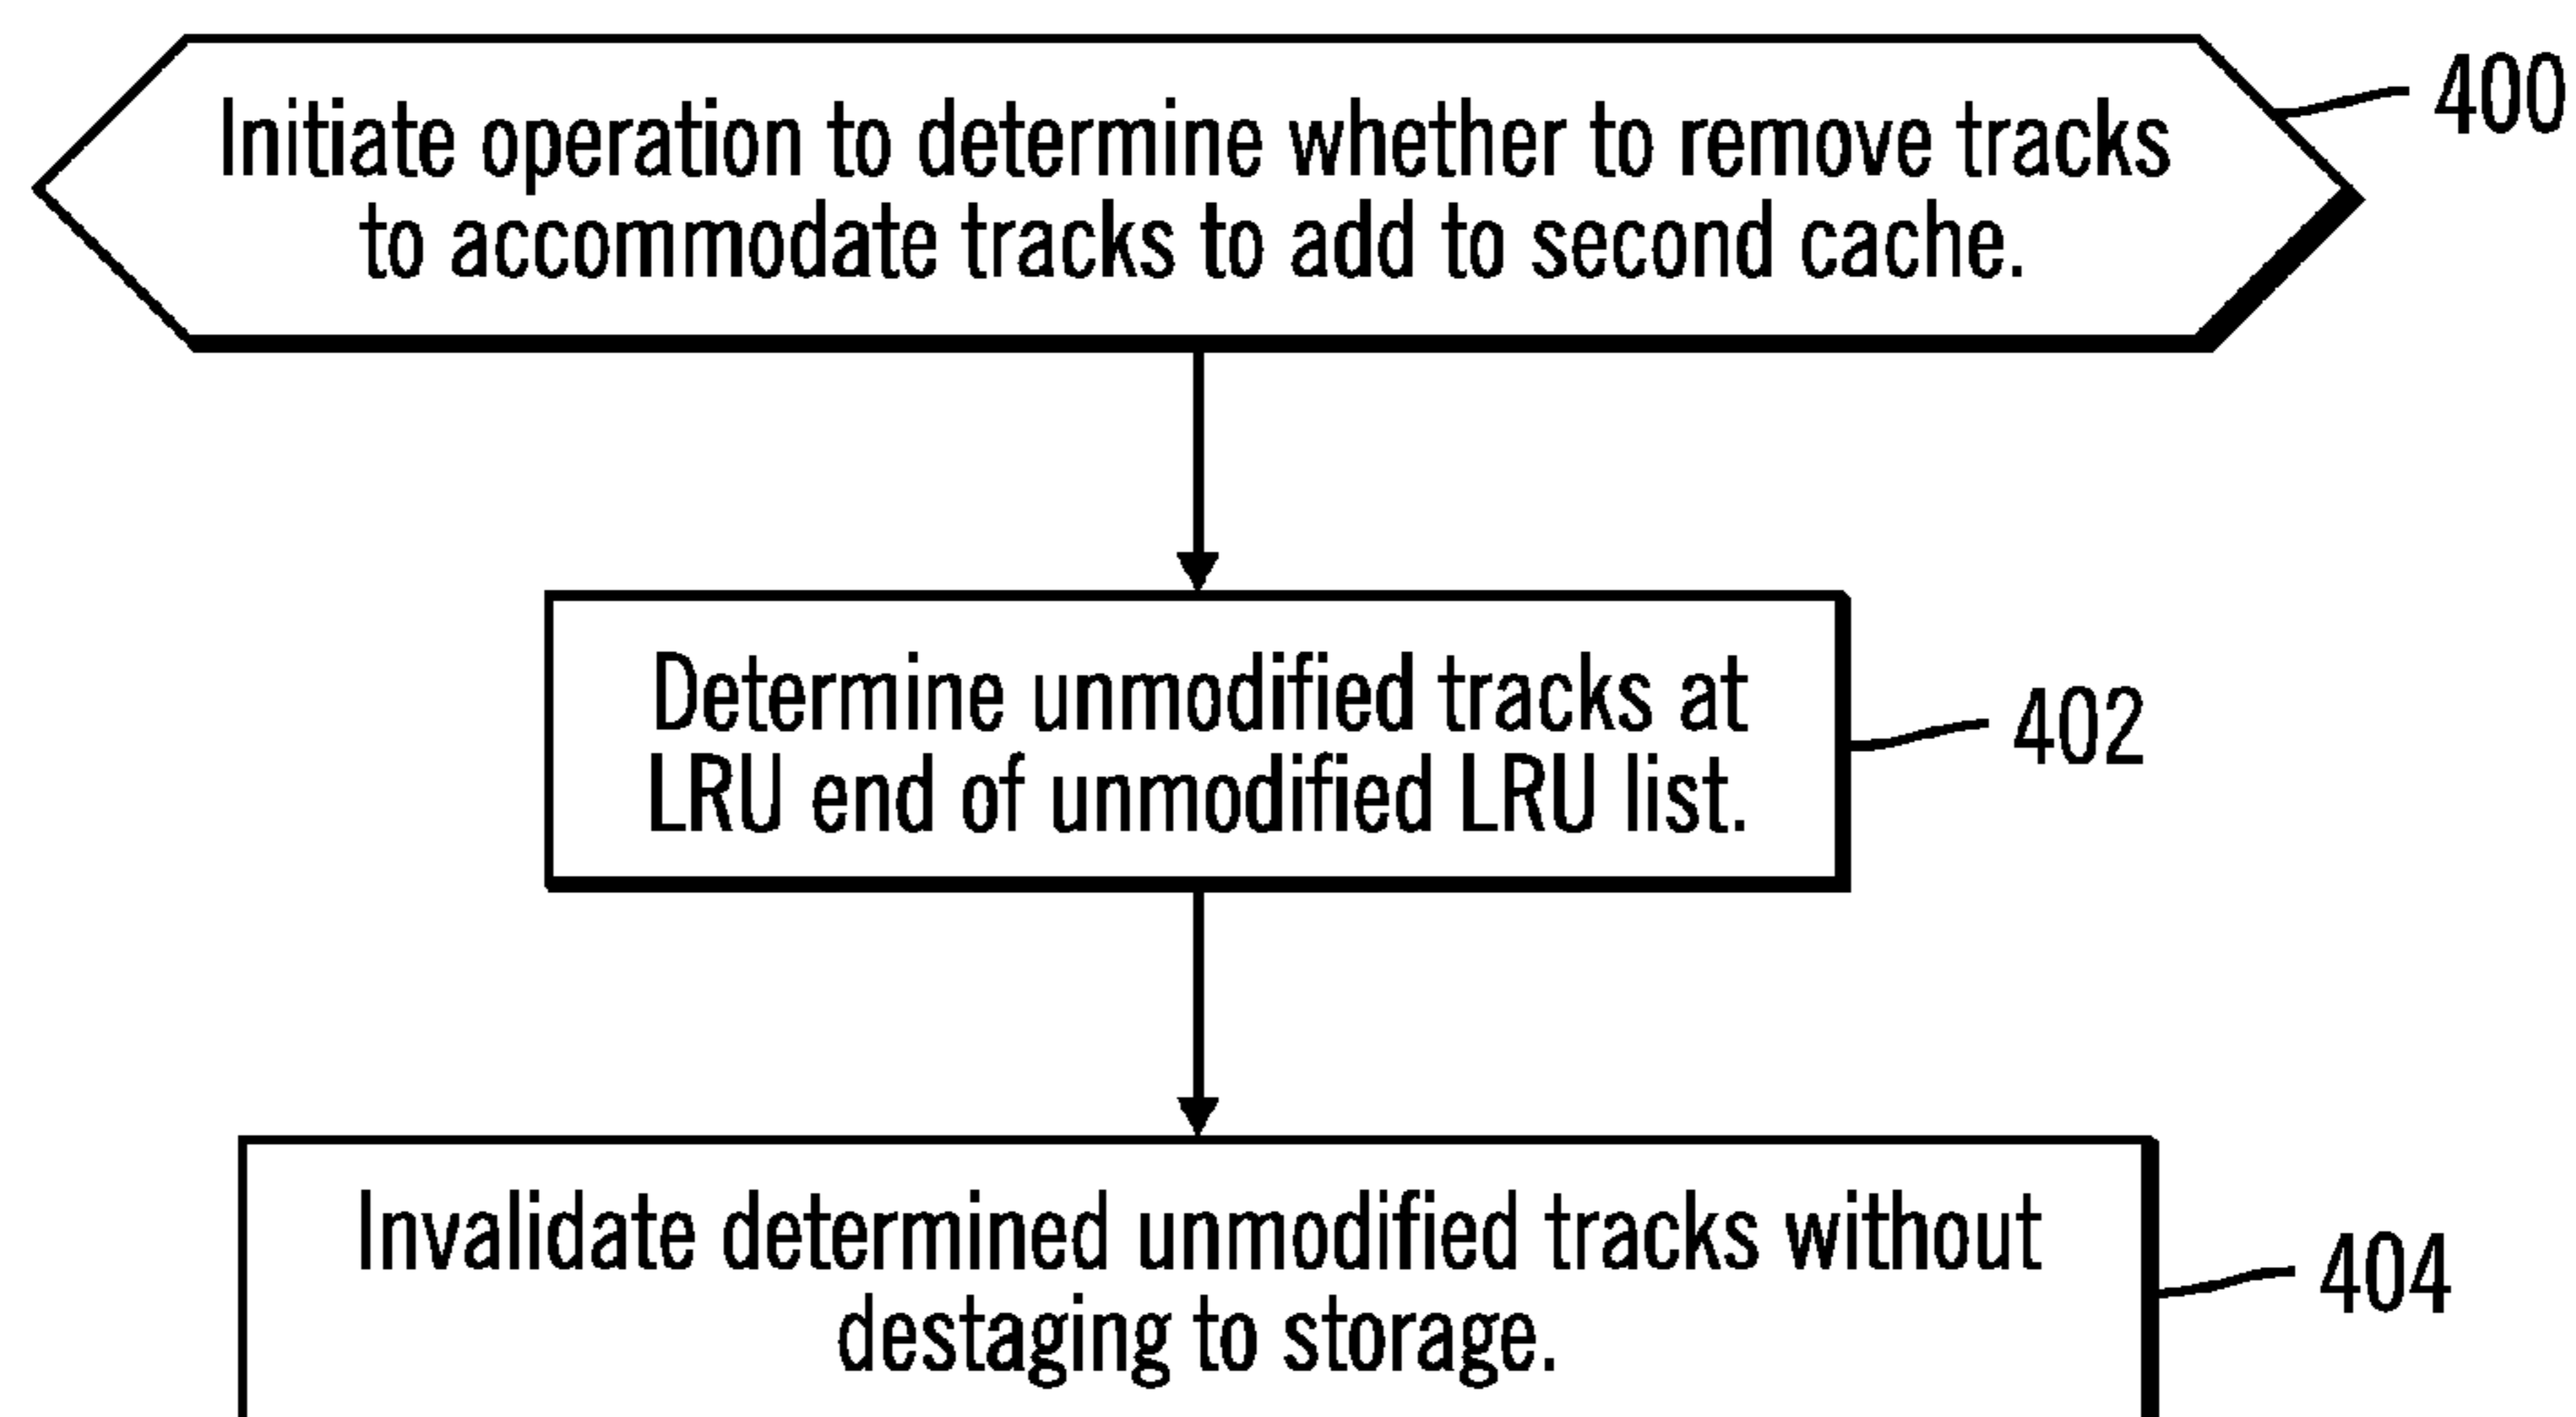 Initiate operation to determine whether to remove tracks
to accommodate tracks to add to second cache.
400
Determine unmodified tracks at
LRU end of unmodified LRU list.
402
Invalidate determined unmodified tracks without
destaging to storage.
404